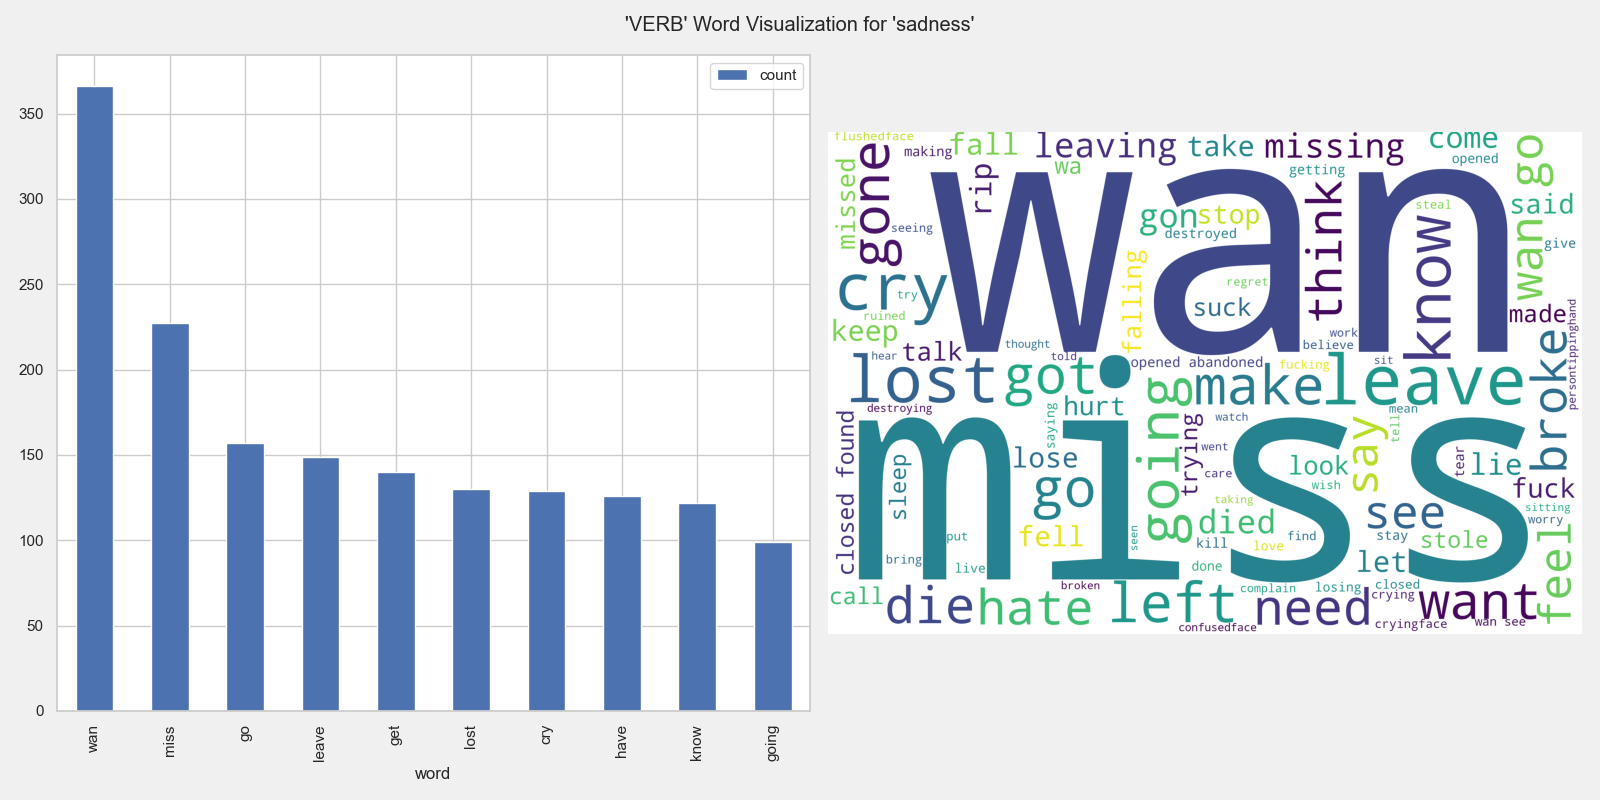 'VERB' Word Visualization for 'sadness'
count
350
300
250
200
150
100
50
0
wan
miss
go
leave
get
lost
cry
have
know
going
word
flushedface
making
fall
leaving
take
missing
come
opened
go
missed
gone
rip
wa
getting
think
steal
said
seeing
gon
stop
destroyed
know
wan go
give
wan
cry
try
falling
regret
suck
ruined
keep
made
work
believe
hear
talk
thought
told
opened
abandoned
fucking
sit
broke
persontippinghand
lost
got
make
leave
destroying
hurt
going
saying
closed found
trying
watch
mean
tell
say
miss
sleep
lose
went
care
look
wish
tear
lie
fuck
go
taking
sitting
worry
died
see
fell
seen
put
kill
love
find
stay
stole
bring
live
done
let
feel
call
die
hate
broken
left
complain
losing
closed
crying
need
want
confusedface
cryingface
wan see